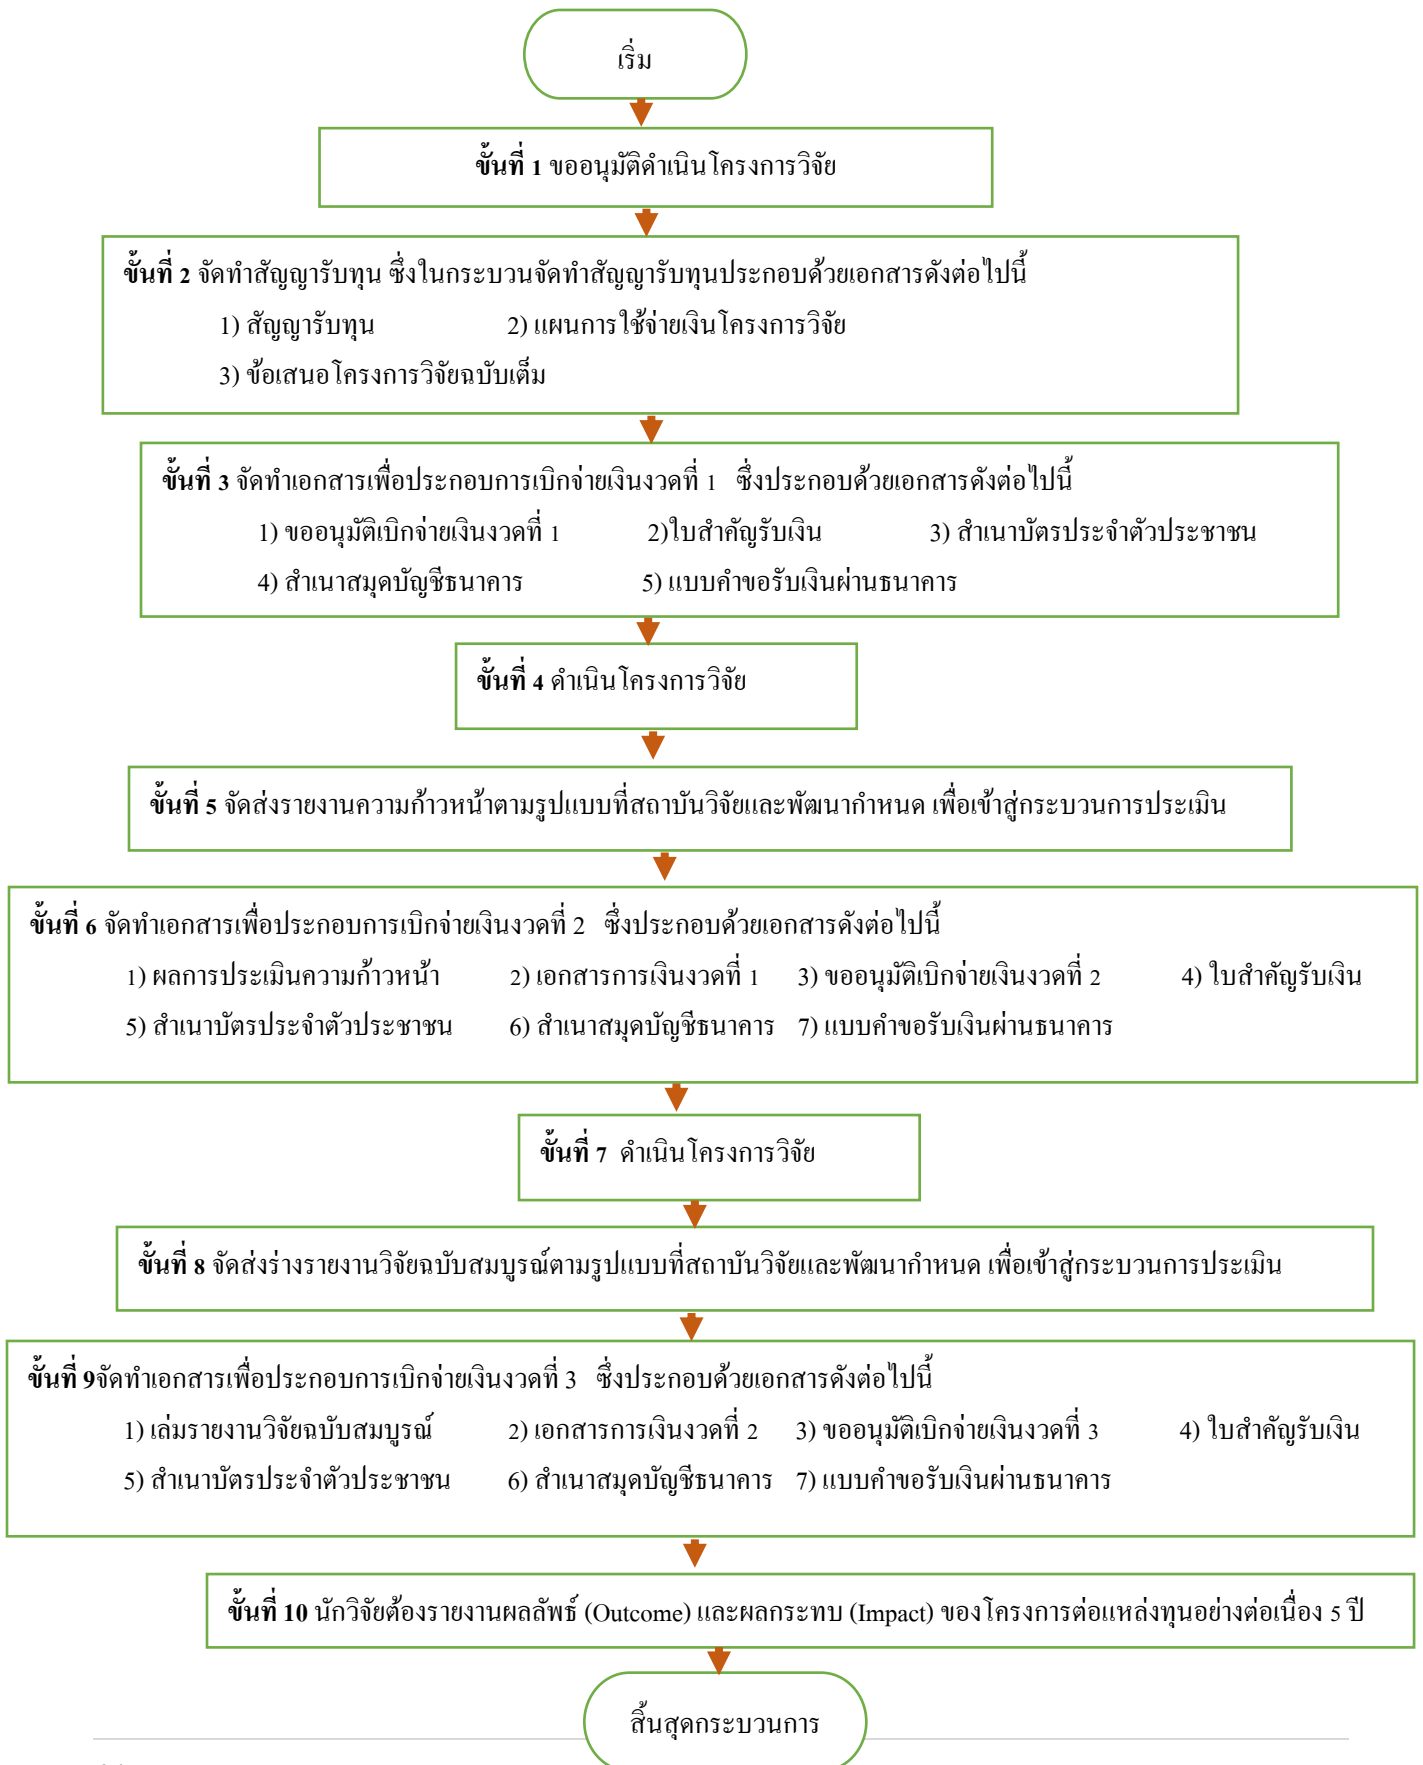 เริ่ม
ขั้นที่ 1 ขออนุมัติดำเนินโครงการวิจัย
ขั้นที่ 2 จัดทำสัญญารับทุน ซึ่งในกระบวนจัดทำสัญญารับทุนประกอบด้วยเอกสารดังต่อไปนี้
1) สัญญารับทุน 2) แผนการใช้จ่ายเงินโครงการวิจัย
3) ข้อเสนอโครงการวิจัยฉบับเต็ม
ขั้นที่ 3 จัดทำเอกสารเพื่อประกอบการเบิกจ่ายเงินงวดที่ 1 ซึ่งประกอบด้วยเอกสารดังต่อไปนี้
1) ขออนุมัติเบิกจ่ายเงินงวดที่ 1 2)ใบสำคัญรับเงิน 3) สำเนาบัตรประจำตัวประชาชน
4) สำเนาสมุดบัญชีธนาคาร 5) แบบคำขอรับเงินผ่านธนาคาร
ขั้นที่ 4 ดำเนินโครงการวิจัย
ขั้นที่ 5 จัดส่งรายงานความก้าวหน้าตามรูปแบบที่สถาบันวิจัยและพัฒนากำหนด เพื่อเข้าสู่กระบวนการประเมิน
ขั้นที่ 6 จัดทำเอกสารเพื่อประกอบการเบิกจ่ายเงินงวดที่ 2 ซึ่งประกอบด้วยเอกสารดังต่อไปนี้
1) ผลการประเมินความก้าวหน้า 2) เอกสารการเงินงวดที่ 1 3) ขออนุมัติเบิกจ่ายเงินงวดที่ 2 4) ใบสำคัญรับเงิน
5) สำเนาบัตรประจำตัวประชาชน 6) สำเนาสมุดบัญชีธนาคาร 7) แบบคำขอรับเงินผ่านธนาคาร
ขั้นที่ 7 ดำเนินโครงการวิจัย
ขั้นที่ 8 จัดส่งร่างรายงานวิจัยฉบับสมบูรณ์ตามรูปแบบที่สถาบันวิจัยและพัฒนากำหนด เพื่อเข้าสู่กระบวนการประเมิน
ขั้นที่ 9จัดทำเอกสารเพื่อประกอบการเบิกจ่ายเงินงวดที่ 3 ซึ่งประกอบด้วยเอกสารดังต่อไปนี้
1) เล่มรายงานวิจัยฉบับสมบูรณ์ 2) เอกสารการเงินงวดที่ 2 3) ขออนุมัติเบิกจ่ายเงินงวดที่ 3 4) ใบสำคัญรับเงิน
5) สำเนาบัตรประจำตัวประชาชน 6) สำเนาสมุดบัญชีธนาคาร 7) แบบคำขอรับเงินผ่านธนาคาร
ขั้นที่ 10 นักวิจัยต้องรายงานผลลัพธ์ (Outcome) และผลกระทบ (Impact) ของโครงการต่อแหล่งทุนอย่างต่อเนื่อง 5 ปี
สิ้นสุดกระบวนการ